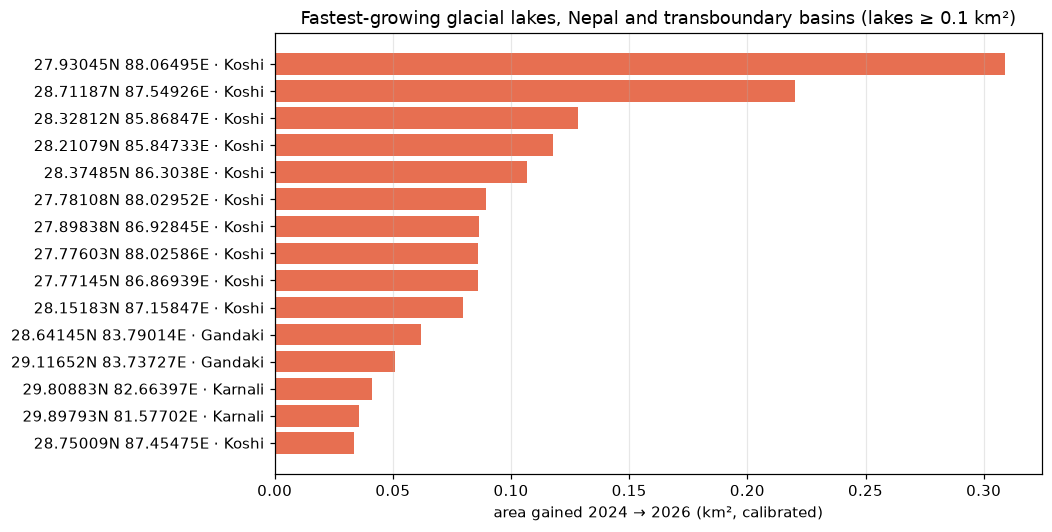 Fastest-growing glacial lakes, Nepal and transboundary basins (lakes ≥ 0.1 km²)
27.93045N 88.06495E · Koshi
28.71187N 87.54926E · Koshi
28.32812N 85.86847E · Koshi
28.21079N 85.84733E · Koshi
28.37485N 86.3038E · Koshi
27.78108N 88.02952E · Koshi
27.89838N 86.92845E · Koshi
27.77603N 88.02586E · Koshi
27.77145N 86.86939E · Koshi
28.15183N 87.15847E · Koshi
28.64145N 83.79014E · Gandaki
29.11652N 83.73727E · Gandaki
29.80883N 82.66397E · Karnali
29.89793N 81.57702E · Karnali
28.75009N 87.45475E · Koshi
0.00 0.05 0.10 0.15 0.20 0.25 0.30
area gained 2024 → 2026 (km², calibrated)